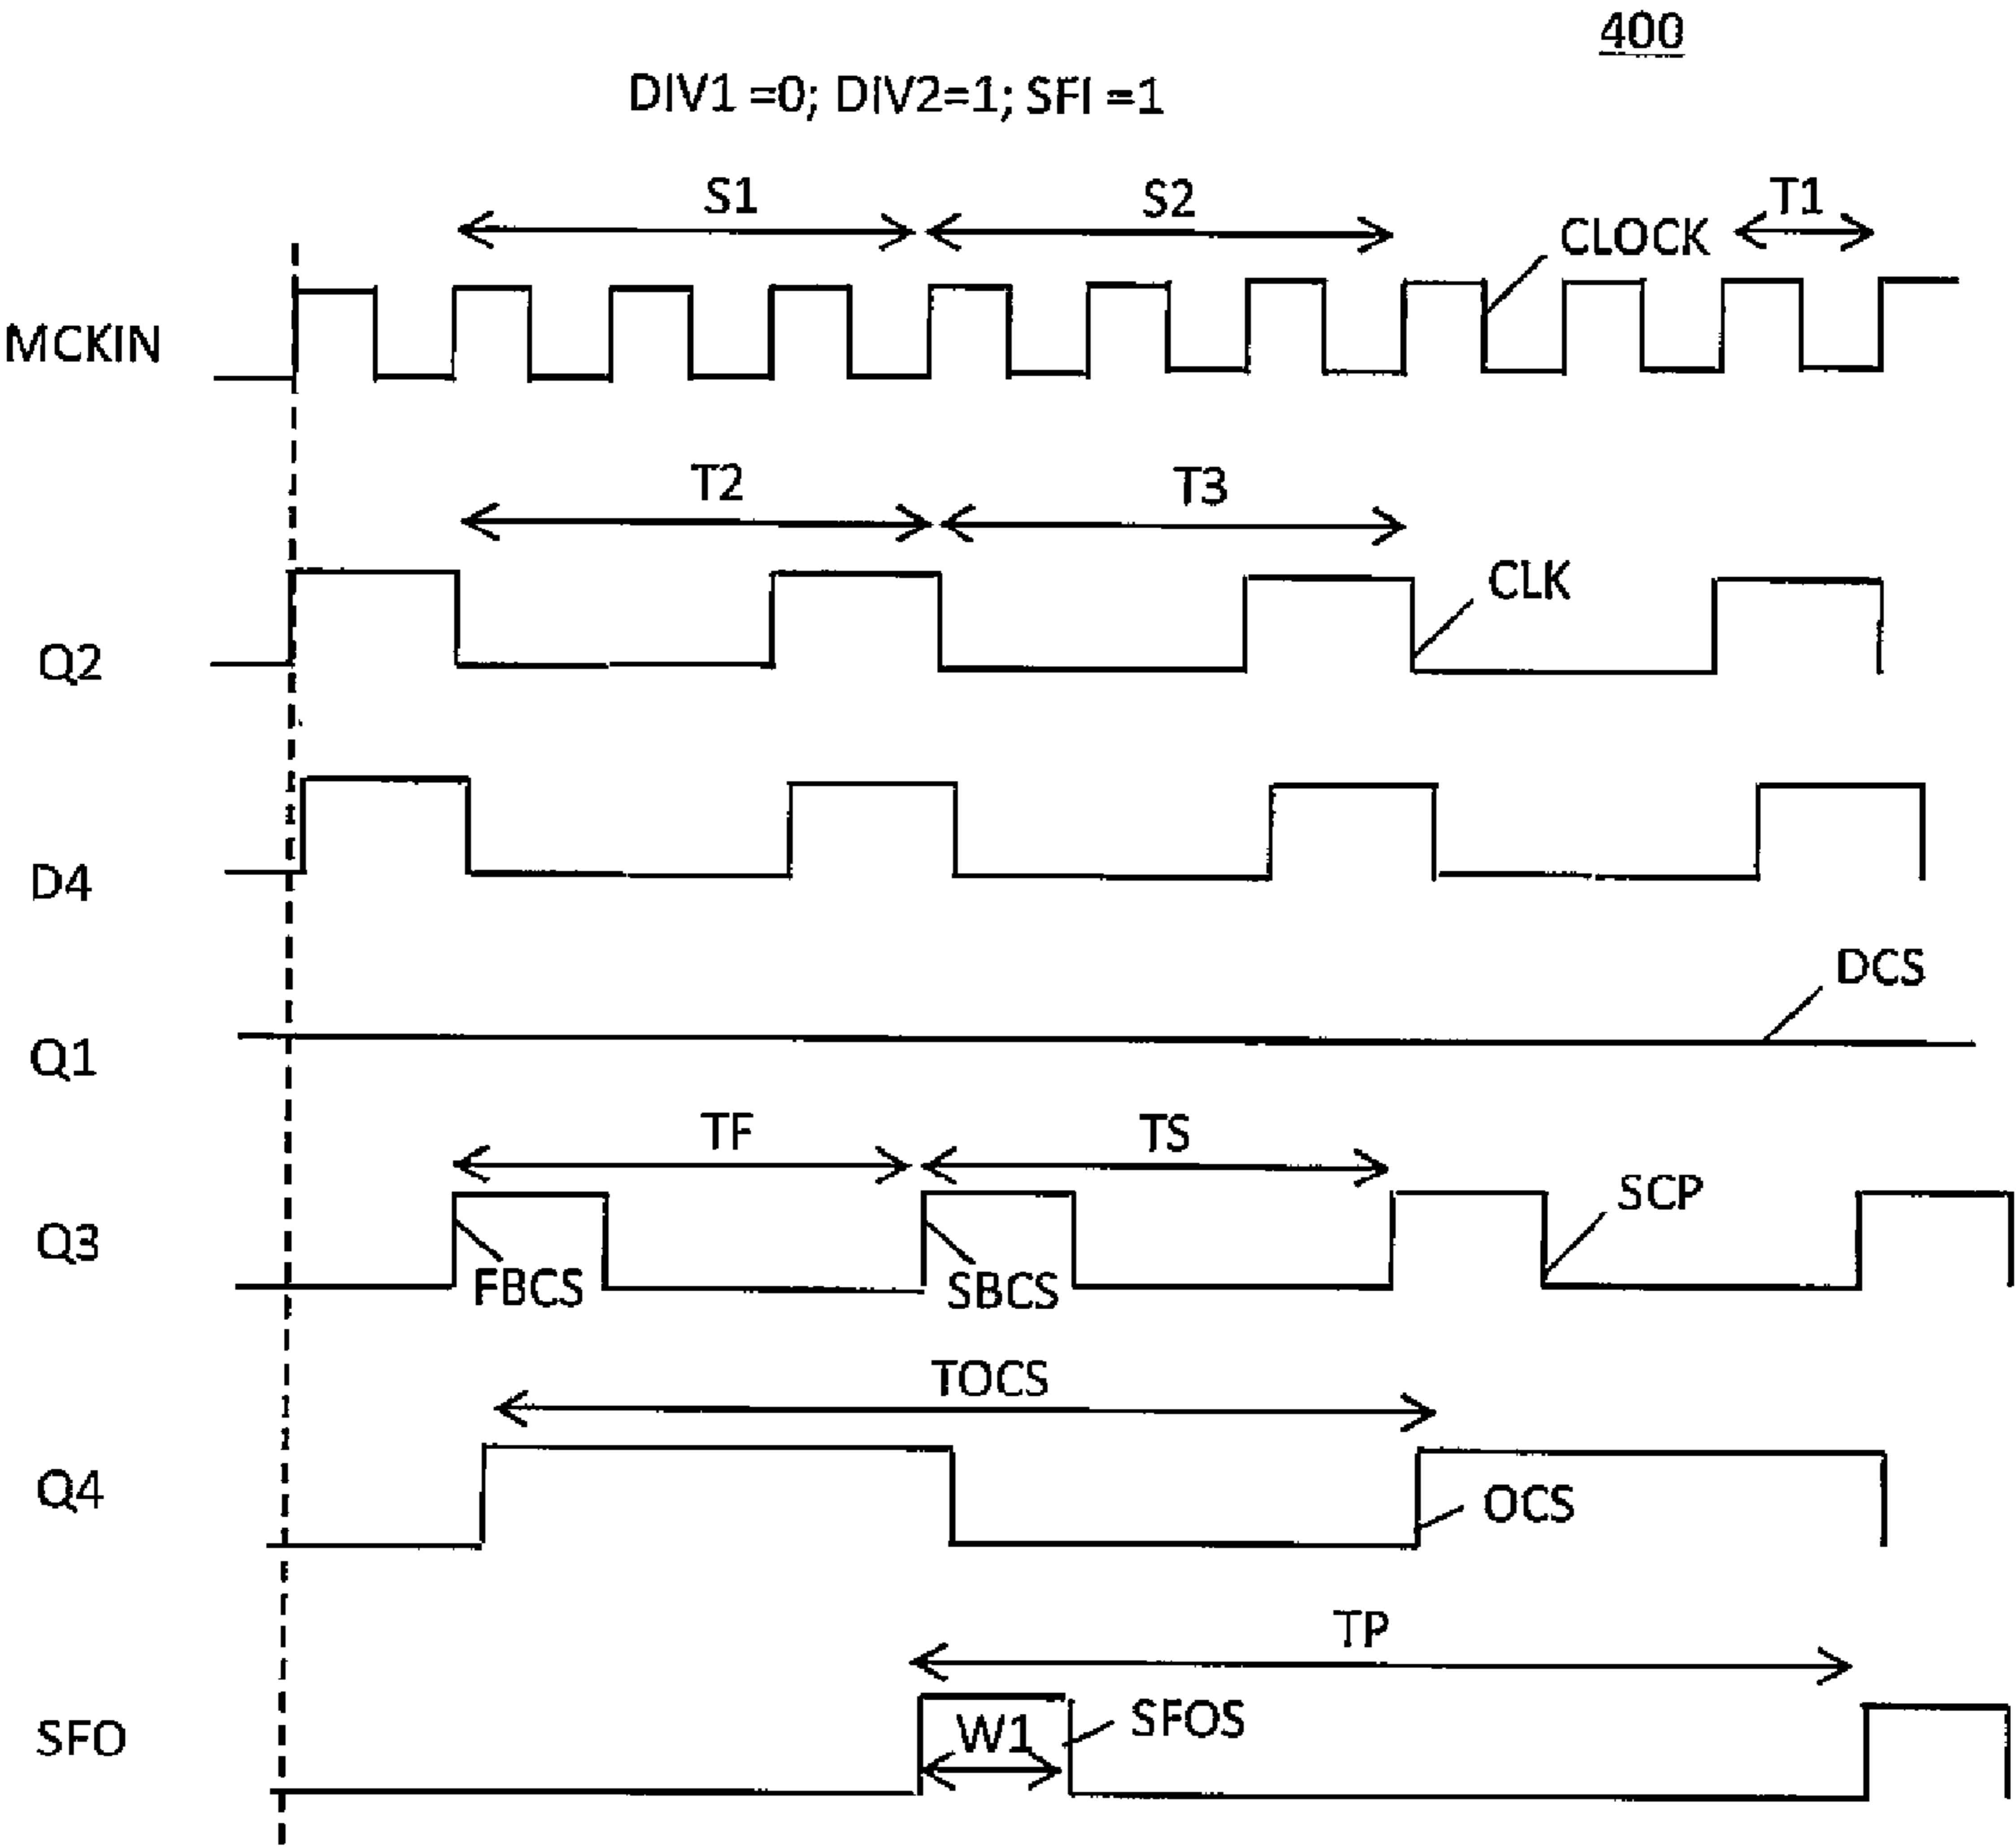 400
DIV1 =0; DIV2=1; SFI =1
S1
S2
T1
CLOCK
MCKIN
T2
T3
CLK
Q2
D4
DCS
Q1
TF
TS
SCP
Q3
FBCS
SBCS
TOCS
Q4
OCS
TP
SFO
W1
SFOS